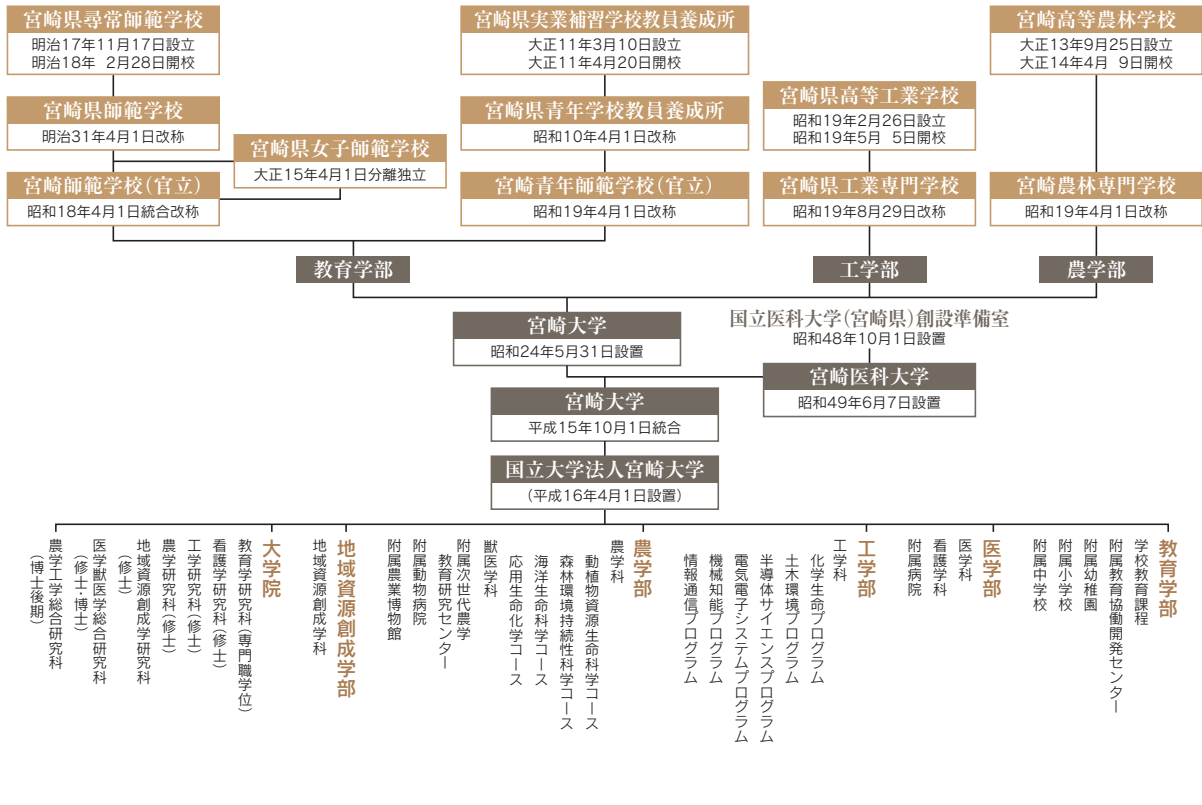 宮崎県尋常師範学校
明治17年11月17日設立
明治18年 2月28日開校
宮崎県師範学校
明治31年4月1日改称
宮崎県女子師範学校
大正15年4月1日分離独立
宮崎師範学校(官立)
昭和18年4月1日統合改称
宮崎県実業補習学校教員養成所
大正11年3月10日設立
大正11年4月20日開校
宮崎県青年学校教員養成所
昭和10年4月1日改称
宮崎青年師範学校(官立)
昭和19年4月1日改称
宮崎県高等工業学校
昭和19年2月26日設立
昭和19年5月 5日開校
宮崎県工業専門学校
昭和19年8月29日改称
宮崎高等農林学校
大正13年9月25日設立
大正14年4月 9日開校
宮崎農林専門学校
昭和19年4月1日改称
教育学部
工学部
農学部
宮崎大学
昭和24年5月31日設置
国立医科大学(宮崎県)創設準備室
昭和48年10月1日設置
宮崎医科大学
昭和49年6月7日設置
宮崎大学
平成15年10月1日統合
国立大学法人宮崎大学
(平成16年4月1日設置)
教育学部
学校教育課程
附属教育協働開発センター
附属幼稚園
附属小学校
附属中学校
医学部
医学科
看護学科
附属病院
工学部
工学科
化学生命プログラム
土木環境プログラム
半導体サイエンスプログラム
電気電子システムプログラム
機械知能プログラム
情報通信プログラム
農学部
農学科
動植物資源生命科学コース
森林環境持続性科学コース
海洋生命科学コース
応用生命化学コース
獣医学科
附属次世代農学
教育研究センター
附属動物病院
附属農業博物館
地域資源創成学部
地域資源創成学科
大学院
教育学研究科(専門職学位)
看護学研究科(修士)
工学研究科(修士)
農学研究科(修士)
地域資源創成学研究科
(修士)
医学獣医学総合研究科
(修士・博士)
農学工学総合研究科
(博士後期)